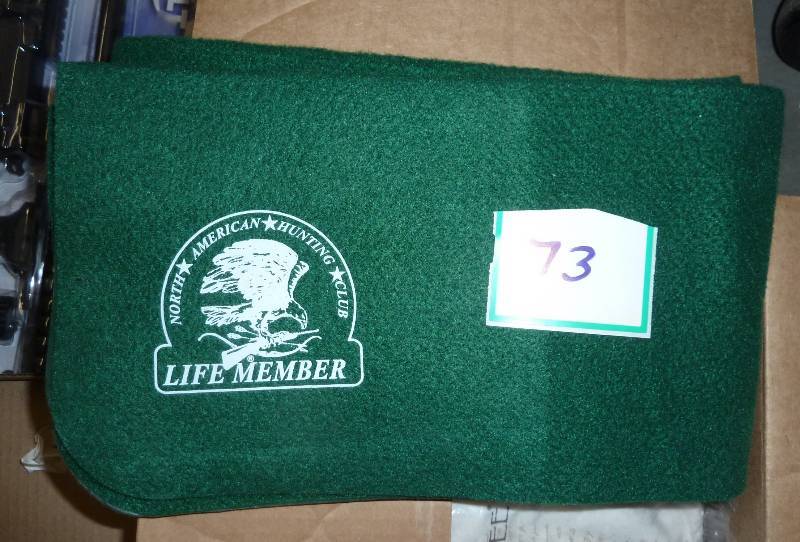 NORTH★AMERICAN★HUNTING★CLUB
®
LIFE MEMBER
73